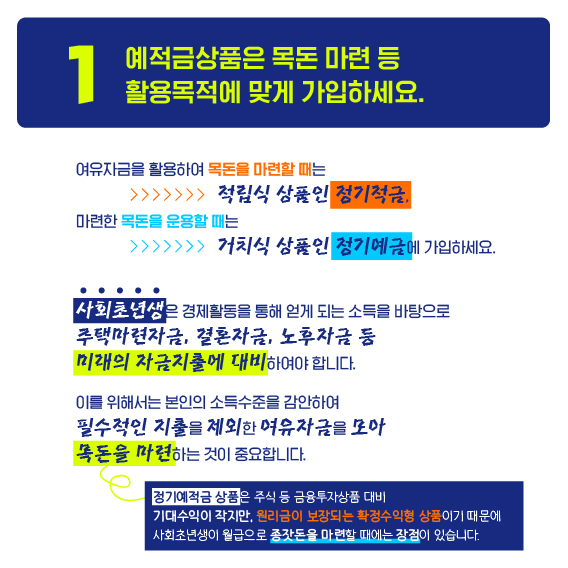 1
예적금상품은 목돈 마련 등
활용목적에 맞게 가입하세요.
여유자금을 활용하여 목돈을 마련할 때는
>>>>>>> 적립식 상품인 정기적금,
마련한 목돈을 운용할 때는
>>>>>>> 거치식 상품인 정기예금에 가입하세요.
사회초년생은 경제활동을 통해 얻게 되는 소득을 바탕으로
주택마련자금, 결혼자금, 노후자금 등
미래의 자금지출에 대비하여야 합니다.
이를 위해서는 본인의 소득수준을 감안하여
필수적인 지출을 제외한 여유자금을 모아
목돈을 마련하는 것이 중요합니다.
정기예적금 상품은 주식 등 금융투자상품 대비
기대수익이 작지만, 원리금이 보장되는 확정수익형 상품이기 때문에
사회초년생이 월급으로 종잣돈을 마련할 때에는 장점이 있습니다.